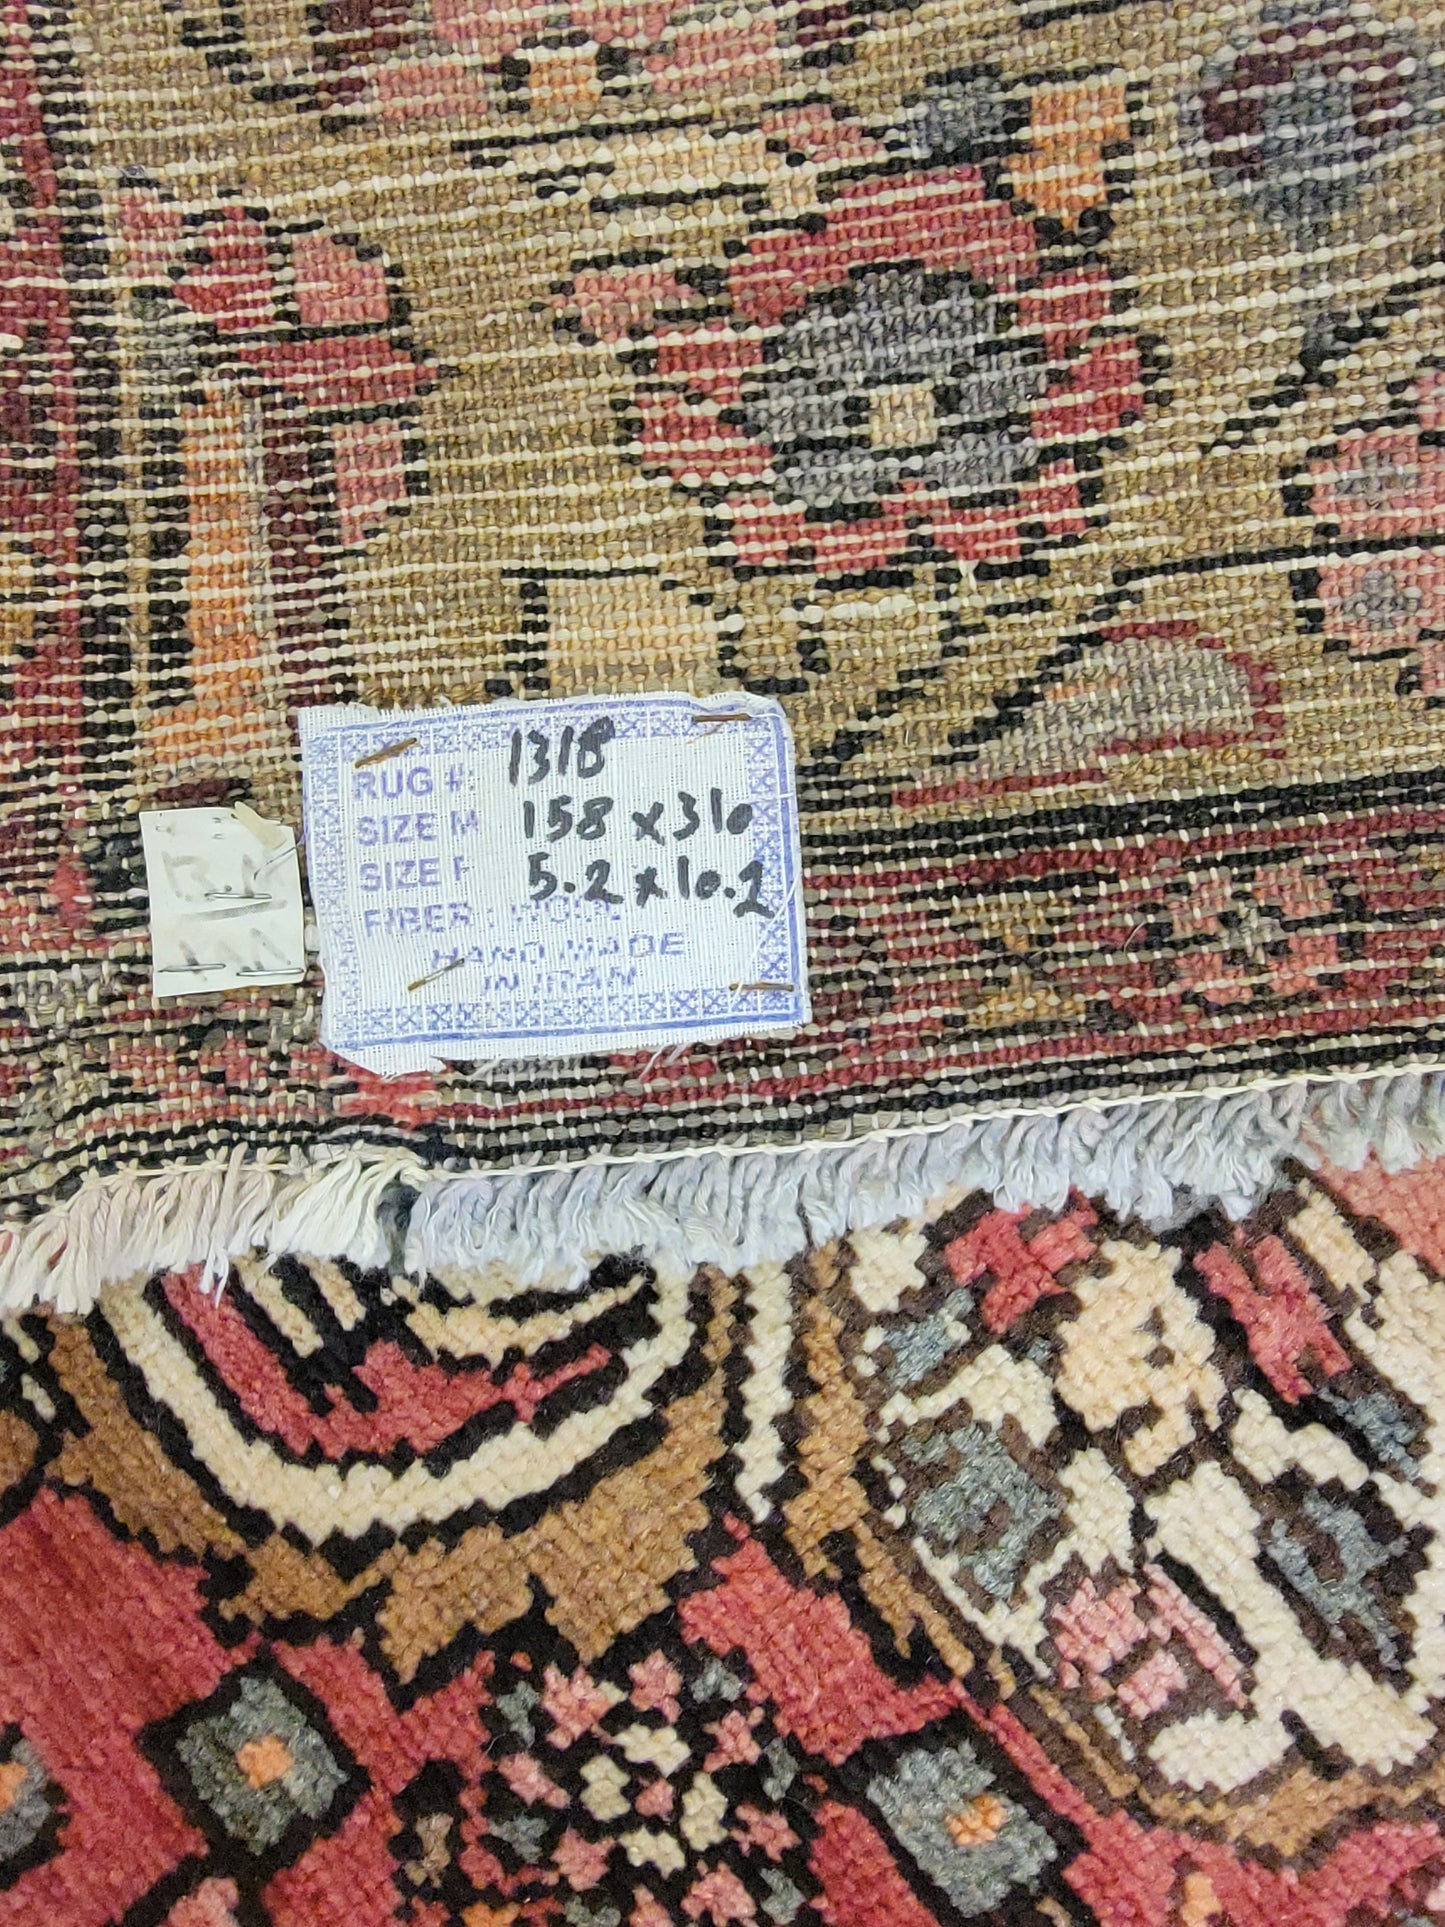 RUG #: 1318
SIZE M 158 x 310
SIZE F 5.2 x 10.2
FIBER : WOOL
HAND MADE
IN IRAN